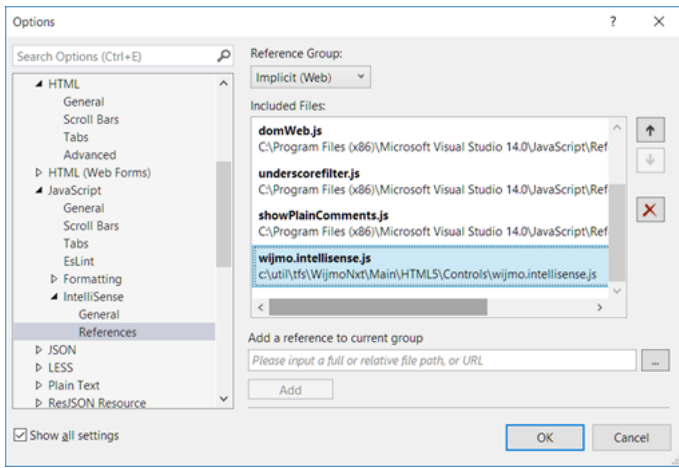 Options
?
Search Options (Ctrl+E)
HTML
General
Scroll Bars
Tabs
Advanced
HTML (Web Forms)
JavaScript
General
Scroll Bars
Tabs
EsLint
Formatting
IntelliSense
General
References
JSON
LESS
Plain Text
ResJSON Resource
Show all settings
Reference Group:
Implicit (Web)
Included Files:
domWeb.js
C:\Program Files (x86)\Microsoft Visual Studio 14.0\JavaScript\Ref
underscorefilter.js
C:\Program Files (x86)\Microsoft Visual Studio 14.0\JavaScript\Ref
showPlainComments.js
C:\Program Files (x86)\Microsoft Visual Studio 14.0\JavaScript\Ref
wijmo.intellisense.js
c:\util\tfs\WijmoNxt\Main\HTML5\Controls\wijmo.intellisense.js
Add a reference to current group
Please input a full or relative file path, or URL
...
Add
OK
Cancel